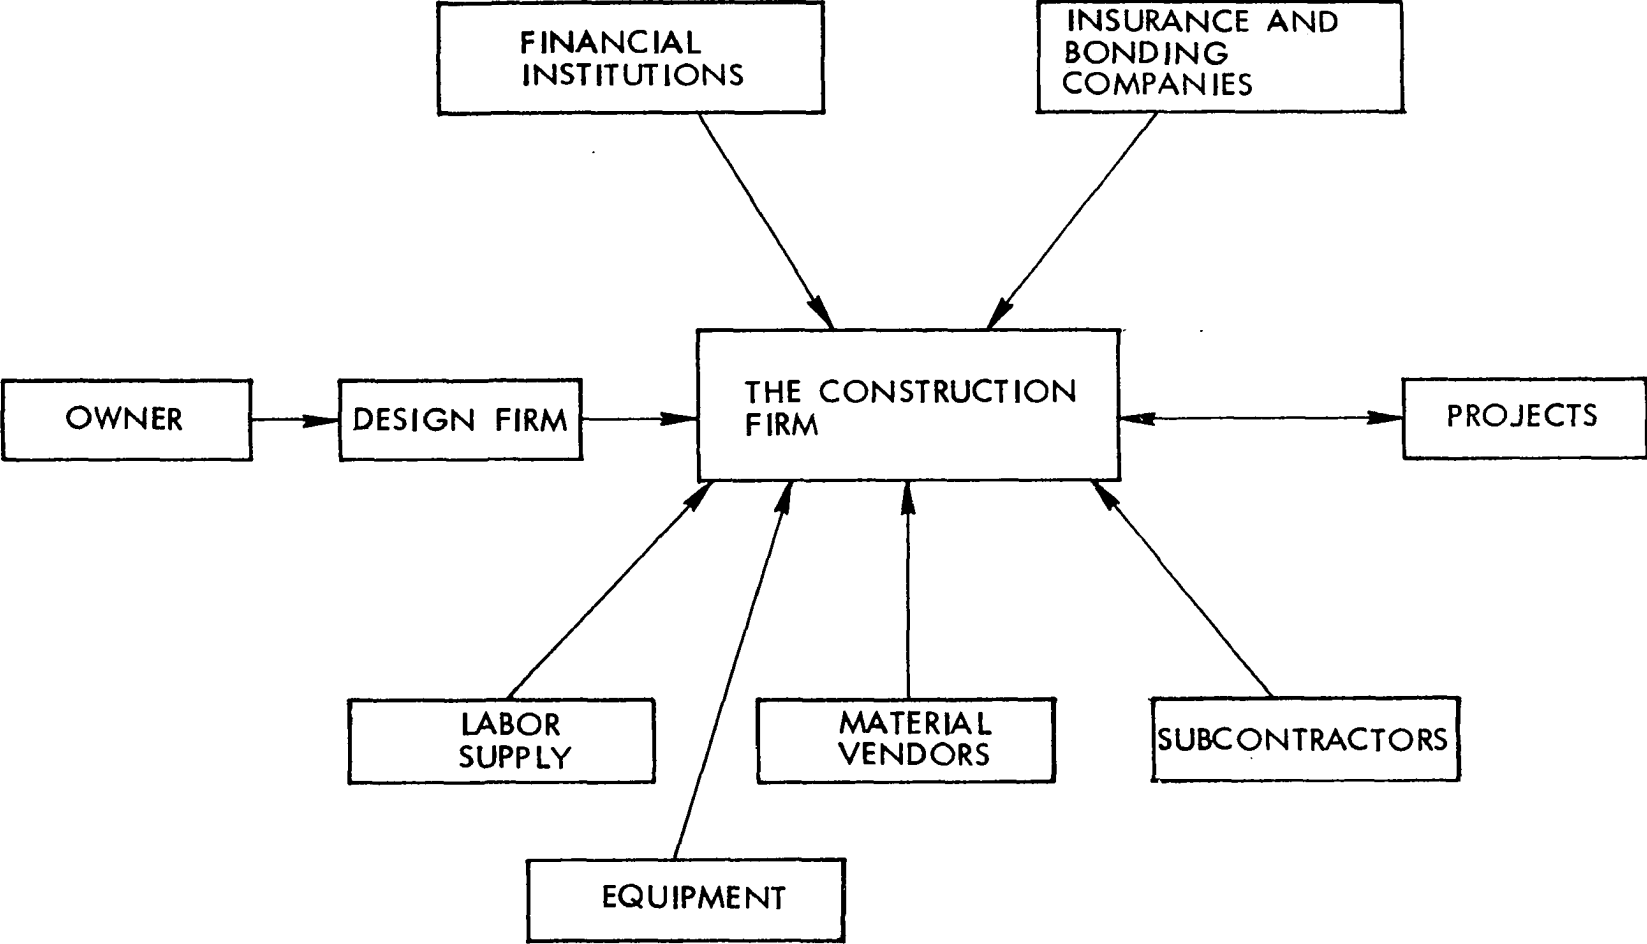 FINANCIAL
INSTITUTIONS
INSURANCE AND
BONDING
COMPANIES
OWNER
DESIGN FIRM
THE CONSTRUCTION
FIRM
PROJECTS
LABOR
SUPPLY
MATERIAL
VENDORS
SUBCONTRACTORS
EQUIPMENT